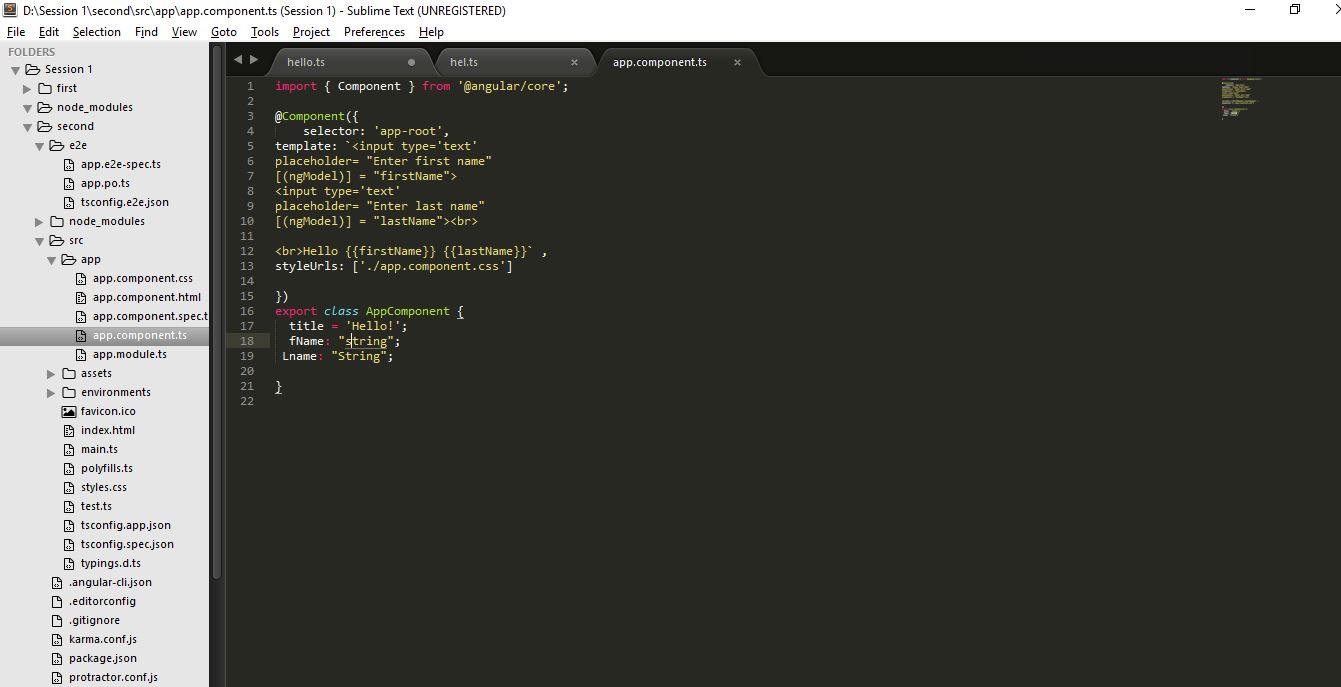 D:\Session 1\second\src\app\app.component.ts (Session 1) - Sublime Text (UNREGISTERED)
File Edit Selection Find View Goto Tools Project Preferences Help
FOLDERS
Session 1
first
node_modules
second
e2e
app.e2e-spec.ts
app.po.ts
tsconfig.e2e.json
node_modules
src
app
app.component.css
app.component.html
app.component.spec.t
app.component.ts
app.module.ts
assets
environments
favicon.ico
index.html
main.ts
polyfills.ts
styles.css
test.ts
tsconfig.app.json
tsconfig.spec.json
typings.d.ts
.angular-cli.json
.editorconfig
.gitignore
karma.conf.js
package.json
protractor.conf.js
hello.ts hel.ts × app.component.ts ×
1 import { Component } from '@angular/core';
2
3 @Component({
4     selector: 'app-root',
5 template: `<input type='text'
6 placeholder= "Enter first name"
7 [(ngModel)] = "firstName">
8 <input type='text'
9 placeholder= "Enter last name"
10 [(ngModel)] = "lastName"><br>
11
12 <br>Hello {{firstName}} {{lastName}}` ,
13 styleUrls: ['./app.component.css']
14
15 })
16 export class AppComponent {
17   title = 'Hello!';
18   fName: "string";
19  Lname: "String";
20
21 }
22